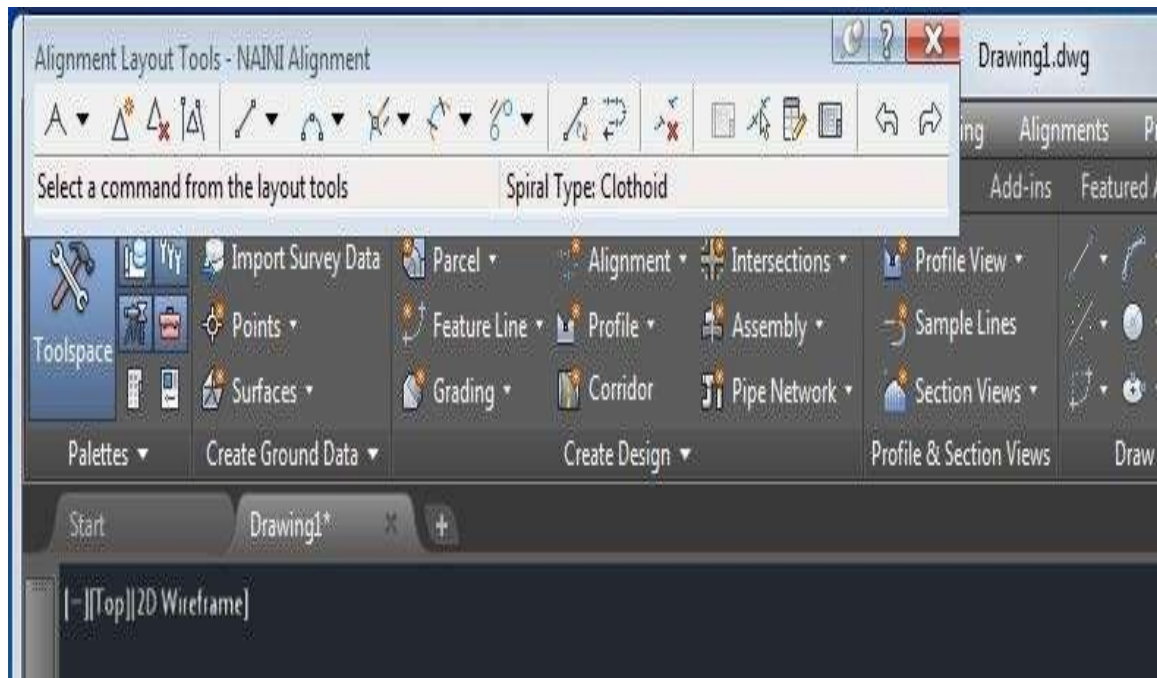 Alignment Layout Tools - NAINI Alignment
Drawing1.dwg
Alignments
Select a command from the layout tools
Spiral Type: Clothoid
Add-ins
Featured
Toolspace
Import Survey Data
Parcel
Alignment
Intersections
Profile View
Points
Feature Line
Profile
Assembly
Sample Lines
Surfaces
Grading
Corridor
Pipe Network
Section Views
Palettes
Create Ground Data
Create Design
Profile & Section Views
Draw
Start
Drawing1*
[−][Top][2D Wireframe]